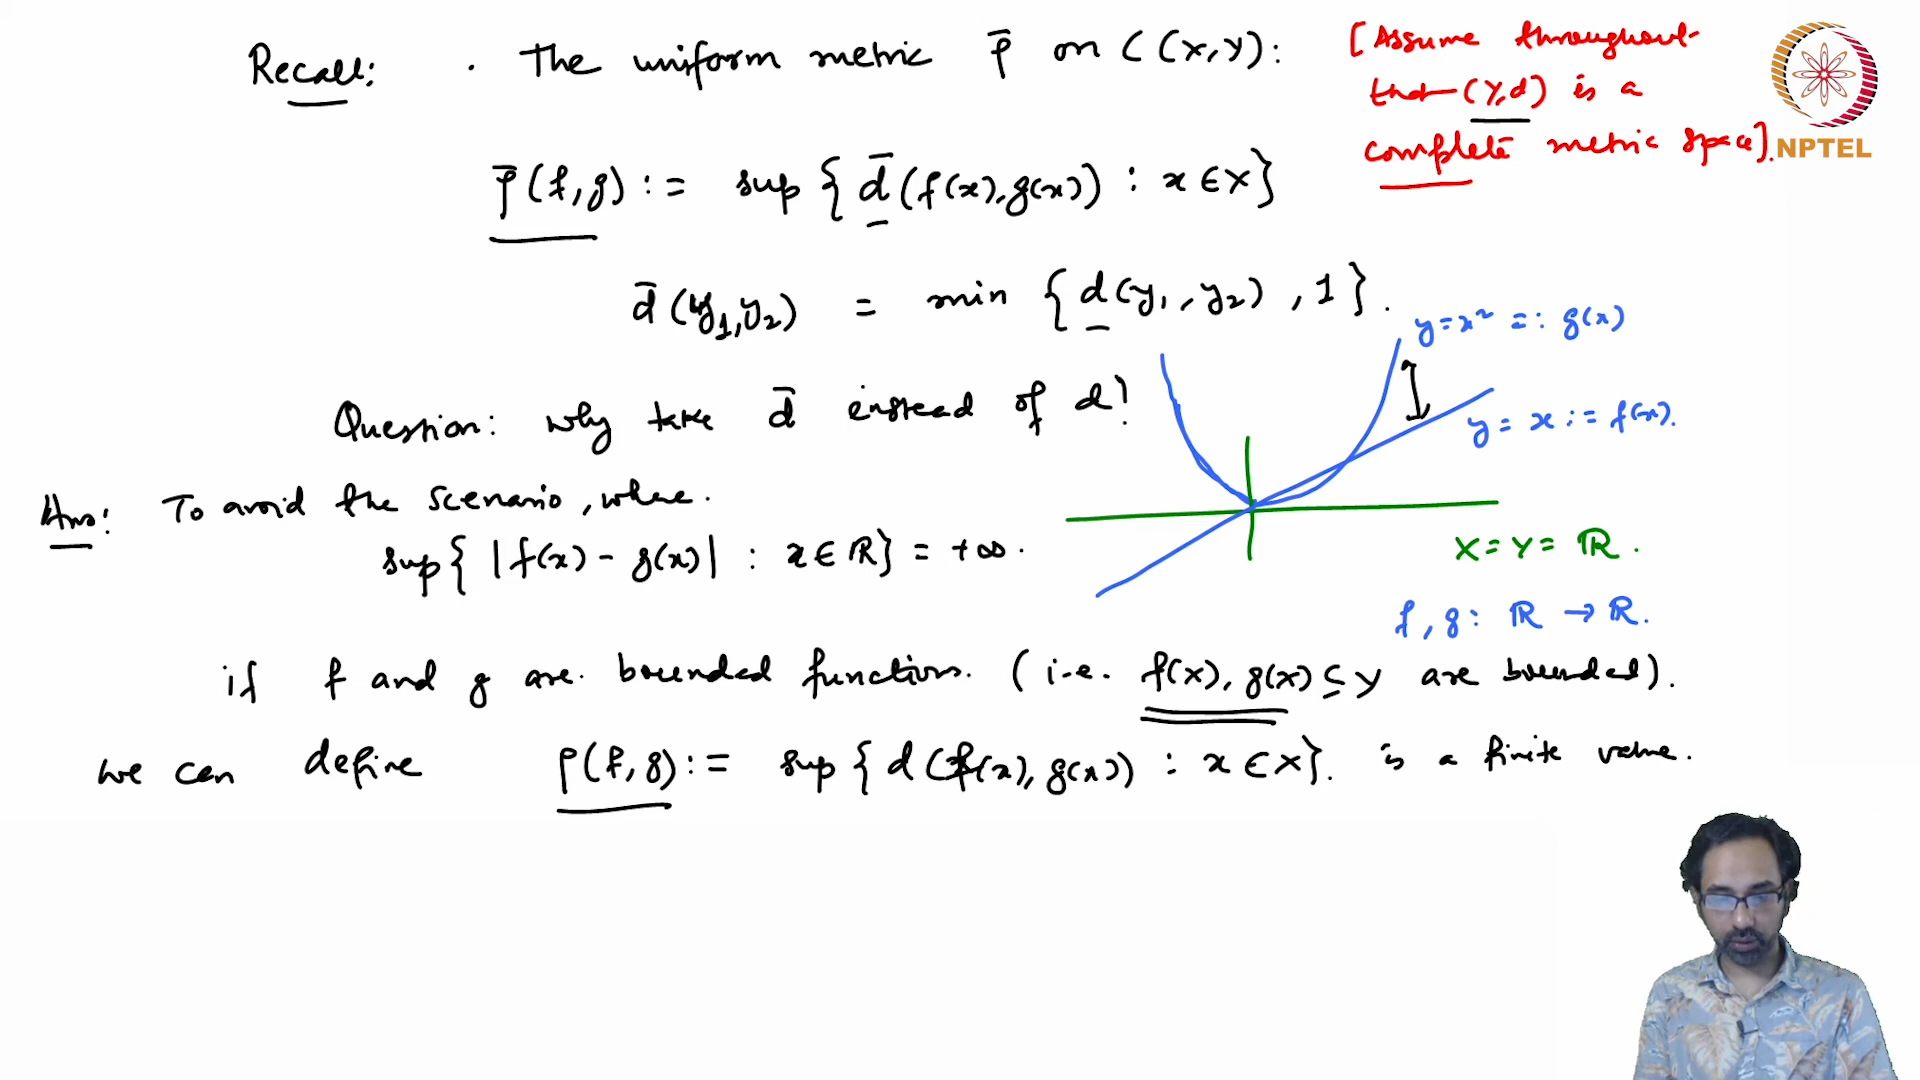 Recall: · The uniform metric ρ̄ on C(X,Y):
[Assume throughout
that (Y,d) is a
complete metric space].
NPTEL
ρ̄(f,g) := sup { d̄(f(x),g(x)) : x ∈ X}
d̄(y₁,y₂) = min { d(y₁,y₂), 1}.
y=x² =: g(x)
y = x := f(x).
Question: why take d̄ instead of d?
Ans: To avoid the scenario, where.
sup{ |f(x) - g(x)| : x ∈ ℝ} = +∞.
X = Y = ℝ.
f, g: ℝ → ℝ.
if f and g are bounded functions. (i.e. f(X), g(X) ⊆ Y are bounded).
we can define ρ(f,g) := sup { d(f(x), g(x)) : x ∈ X}. is a finite value.